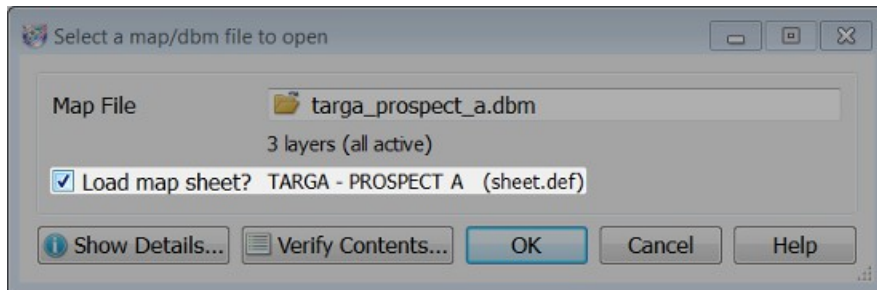 Select a map/dbm file to open
Map File targa_prospect_a.dbm
3 layers (all active)
Load map sheet? TARGA - PROSPECT A (sheet.def)
Show Details... Verify Contents... OK Cancel Help